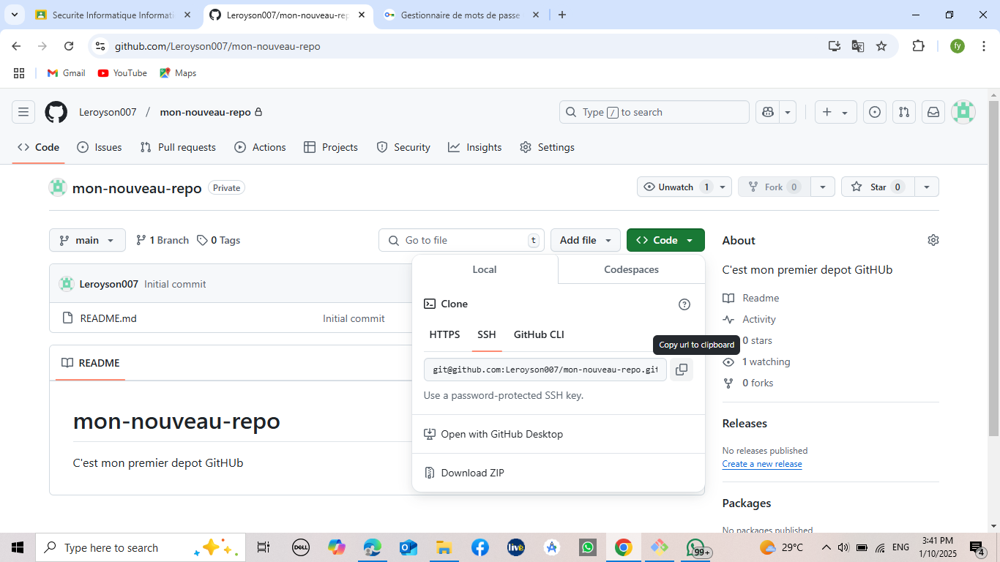 Securite Informatique Informati
Leroyson007/mon-nouveau-rep
Gestionnaire de mots de passe
github.com/Leroyson007/mon-nouveau-repo
fy
Gmail
YouTube
Maps
Leroyson007 / mon-nouveau-repo
Type / to search
Code
Issues
Pull requests
Actions
Projects
Security
Insights
Settings
mon-nouveau-repo Private
Unwatch 1
Fork 0
Star 0
main
1 Branch
0 Tags
Go to file t
Add file
Code
About
Local
Codespaces
C'est mon premier depot GitHUb
Leroyson007 Initial commit
Clone
Readme
README.md Initial commit
Activity
HTTPS SSH GitHub CLI
Copy url to clipboard
0 stars
README
1 watching
git@github.com:Leroyson007/mon-nouveau-repo.git
0 forks
Use a password-protected SSH key.
mon-nouveau-repo
Releases
Open with GitHub Desktop
No releases published
C'est mon premier depot GitHUb
Create a new release
Download ZIP
Packages
No packages published
Type here to search
DELL
live
99+
29°C
ENG
3:41 PM
1/10/2025
4